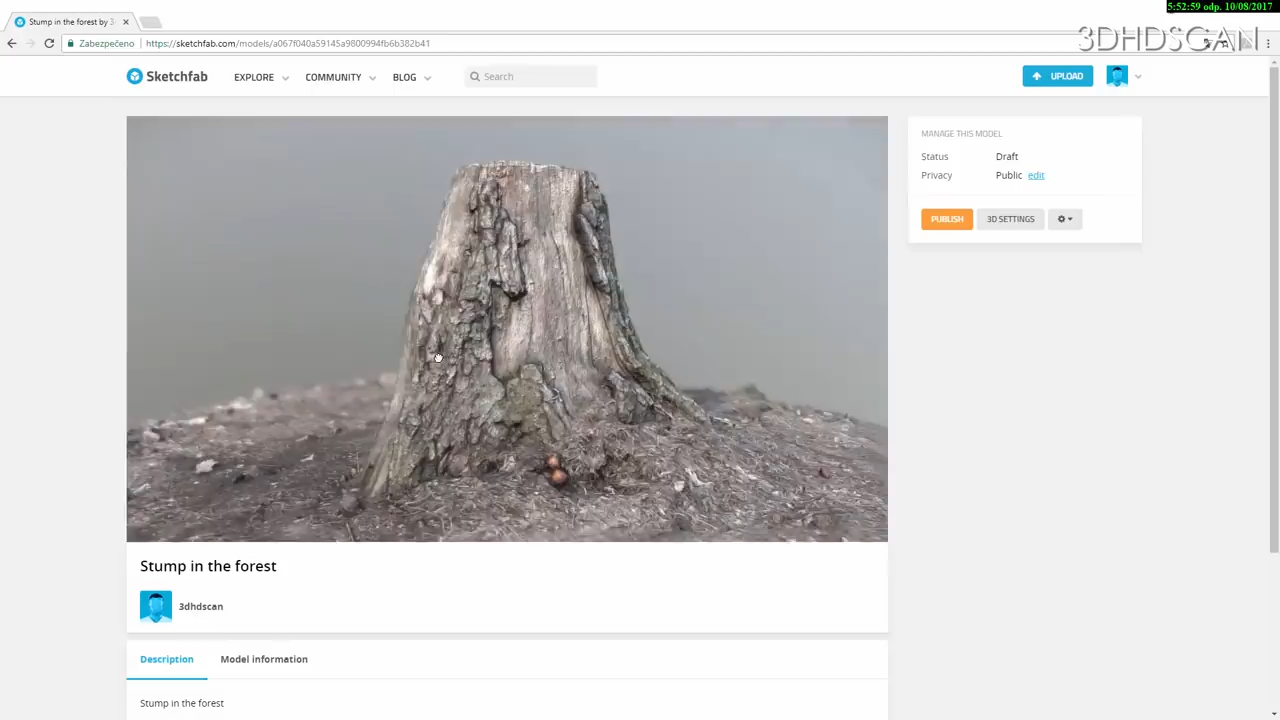 5:52:59 odp. 10/08/2017
Stump in the forest by 3
3DHDSCAN
Zabezpečeno https://sketchfab.com/models/a067f040a59145a9800994fb6b382b41
Sketchfab EXPLORE COMMUNITY BLOG Search UPLOAD
MANAGE THIS MODEL
Status Draft
Privacy Public edit
PUBLISH 3D SETTINGS
Stump in the forest
3dhdscan
Description Model information
Stump in the forest